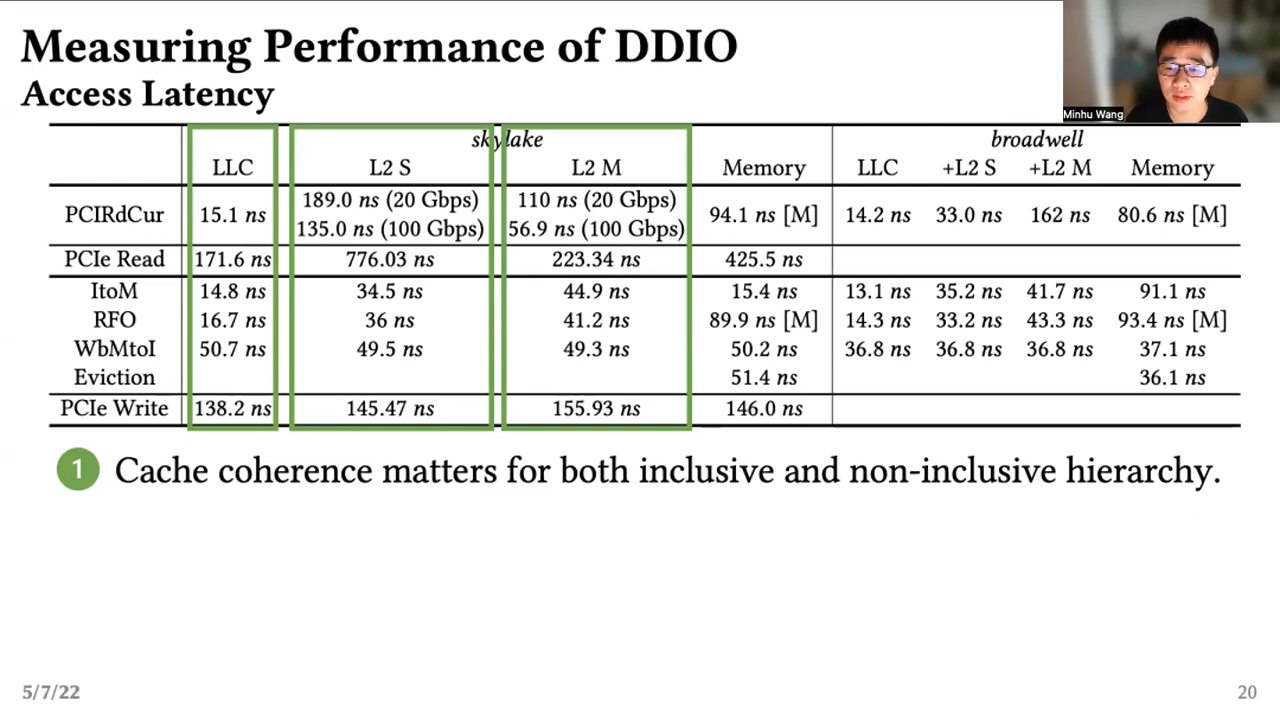 Measuring Performance of DDIO
Access Latency
Minhu Wang
skylake broadwell
LLC L2 S L2 M Memory LLC +L2 S +L2 M Memory
PCIRdCur 15.1 ns 189.0 ns (20 Gbps) 135.0 ns (100 Gbps) 110 ns (20 Gbps) 56.9 ns (100 Gbps) 94.1 ns [M] 14.2 ns 33.0 ns 162 ns 80.6 ns [M]
PCIe Read 171.6 ns 776.03 ns 223.34 ns 425.5 ns
ItoM 14.8 ns 34.5 ns 44.9 ns 15.4 ns 13.1 ns 35.2 ns 41.7 ns 91.1 ns
RFO 16.7 ns 36 ns 41.2 ns 89.9 ns [M] 14.3 ns 33.2 ns 43.3 ns 93.4 ns [M]
WbMtoI 50.7 ns 49.5 ns 49.3 ns 50.2 ns 36.8 ns 36.8 ns 36.8 ns 37.1 ns
Eviction 51.4 ns 36.1 ns
PCIe Write 138.2 ns 145.47 ns 155.93 ns 146.0 ns
1 Cache coherence matters for both inclusive and non-inclusive hierarchy.
5/7/22 20